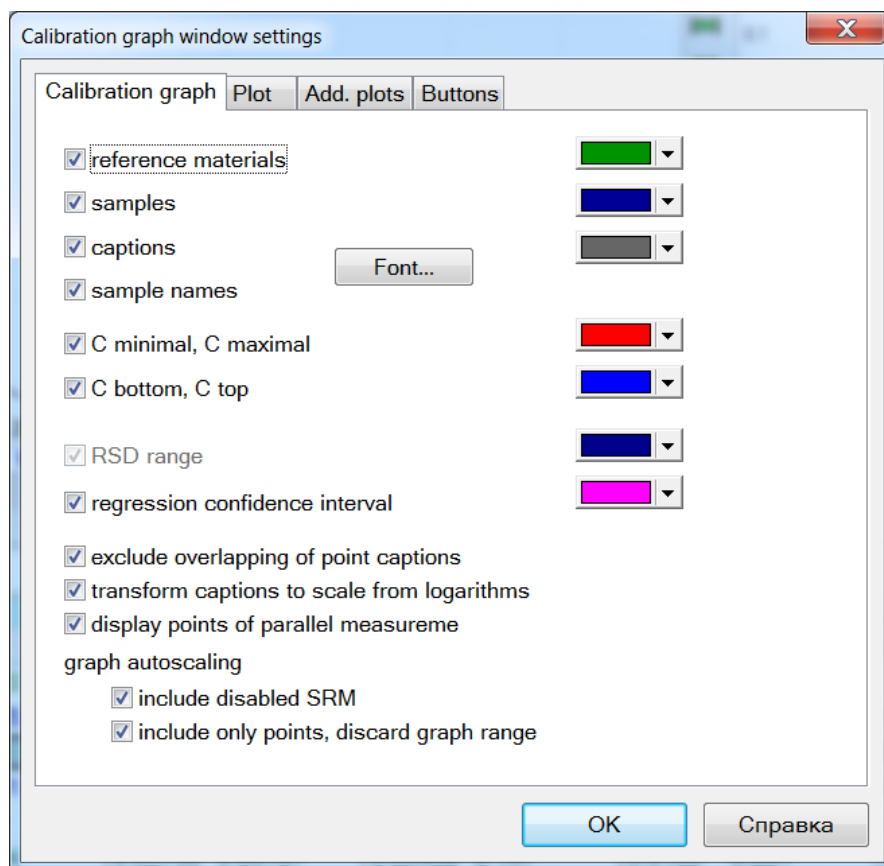 Calibration graph window settings
Calibration graph Plot Add. plots Buttons
reference materials
samples
captions
Font...
sample names
C minimal, C maximal
C bottom, C top
RSD range
regression confidence interval
exclude overlapping of point captions
transform captions to scale from logarithms
display points of parallel measureme
graph autoscaling
include disabled SRM
include only points, discard graph range
OK Справка